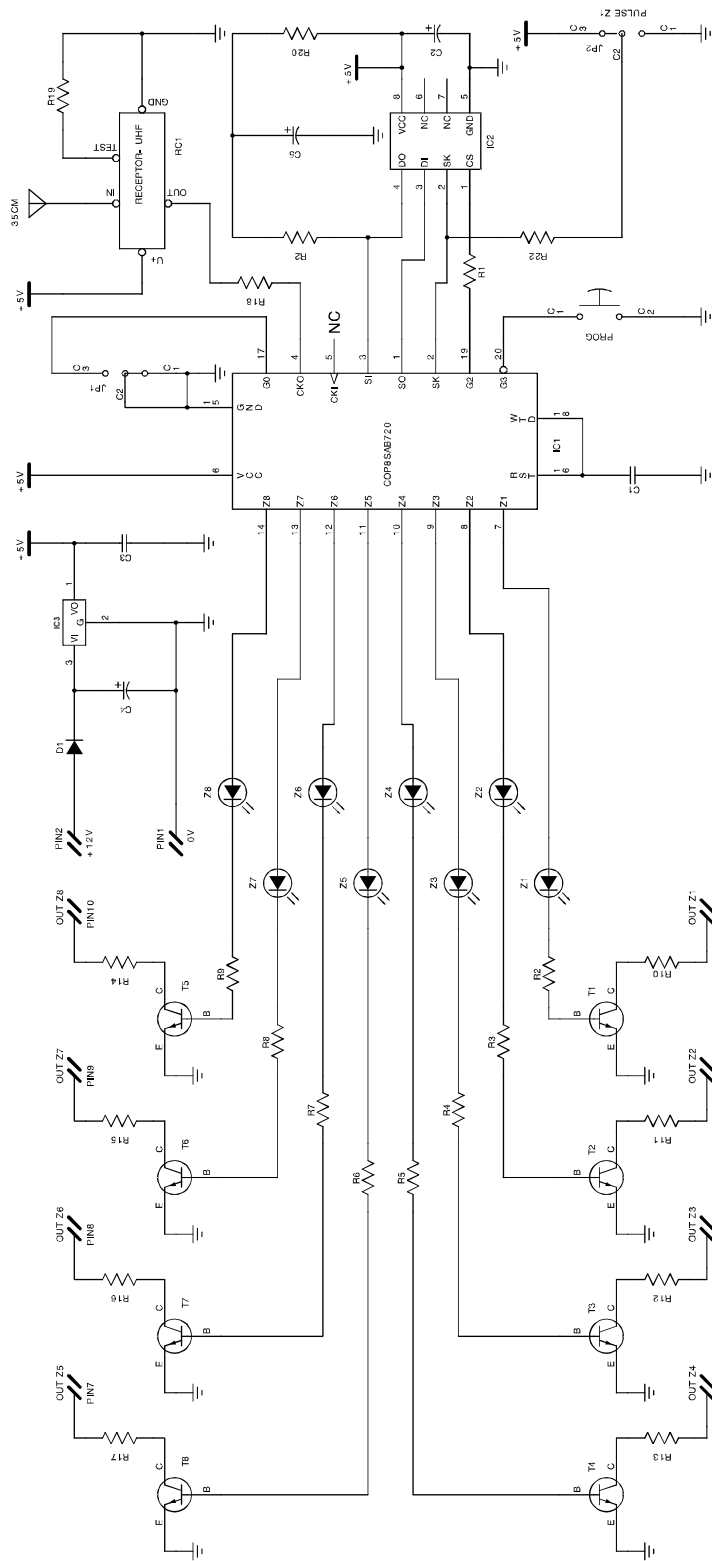 OUT Z5
PIN7
OUT Z6
PIN8
OUT Z7
PIN9
OUT Z8
PIN10
PIN2
+12V
PIN1
0V
D1
C4
IC3
VI
VO
G
3
1
2
C3
+5V
+5V
+5V
+5V
+5V
35CM
R17
R16
R15
R14
T8
T7
T6
T5
E
C
B
E
C
B
E
C
B
E
C
B
R9
R8
R7
R6
R5
R4
R3
R2
Z8
Z7
Z6
Z5
Z4
Z3
Z2
Z1
14
13
12
11
10
9
8
7
Z8
Z7
Z6
Z5
Z4
Z3
Z2
Z1
VCC
6
GND
15
COP8SAB720
IC1
RST
16
WTD
18
G0
17
CKO
4
CKI
5
NC
SI
3
SO
1
SK
2
G2
19
G3
20
JP1
C3
C2
C1
C1
PROG
C1
C2
R18
RECEPTOR- UHF
RC1
U+
IN
OUT
TEST
GND
R19
R2
C5
R20
C2
R1
R22
IC2
DO
DI
SK
CS
VCC
NC
NC
GND
4
3
2
1
8
6
7
5
+5V
C3
JP2
C2
C1
PULSE Z1
T4
T3
T2
T1
E
C
B
E
C
B
E
C
B
E
C
B
R13
R12
R11
R10
OUT Z4
OUT Z3
OUT Z2
OUT Z1